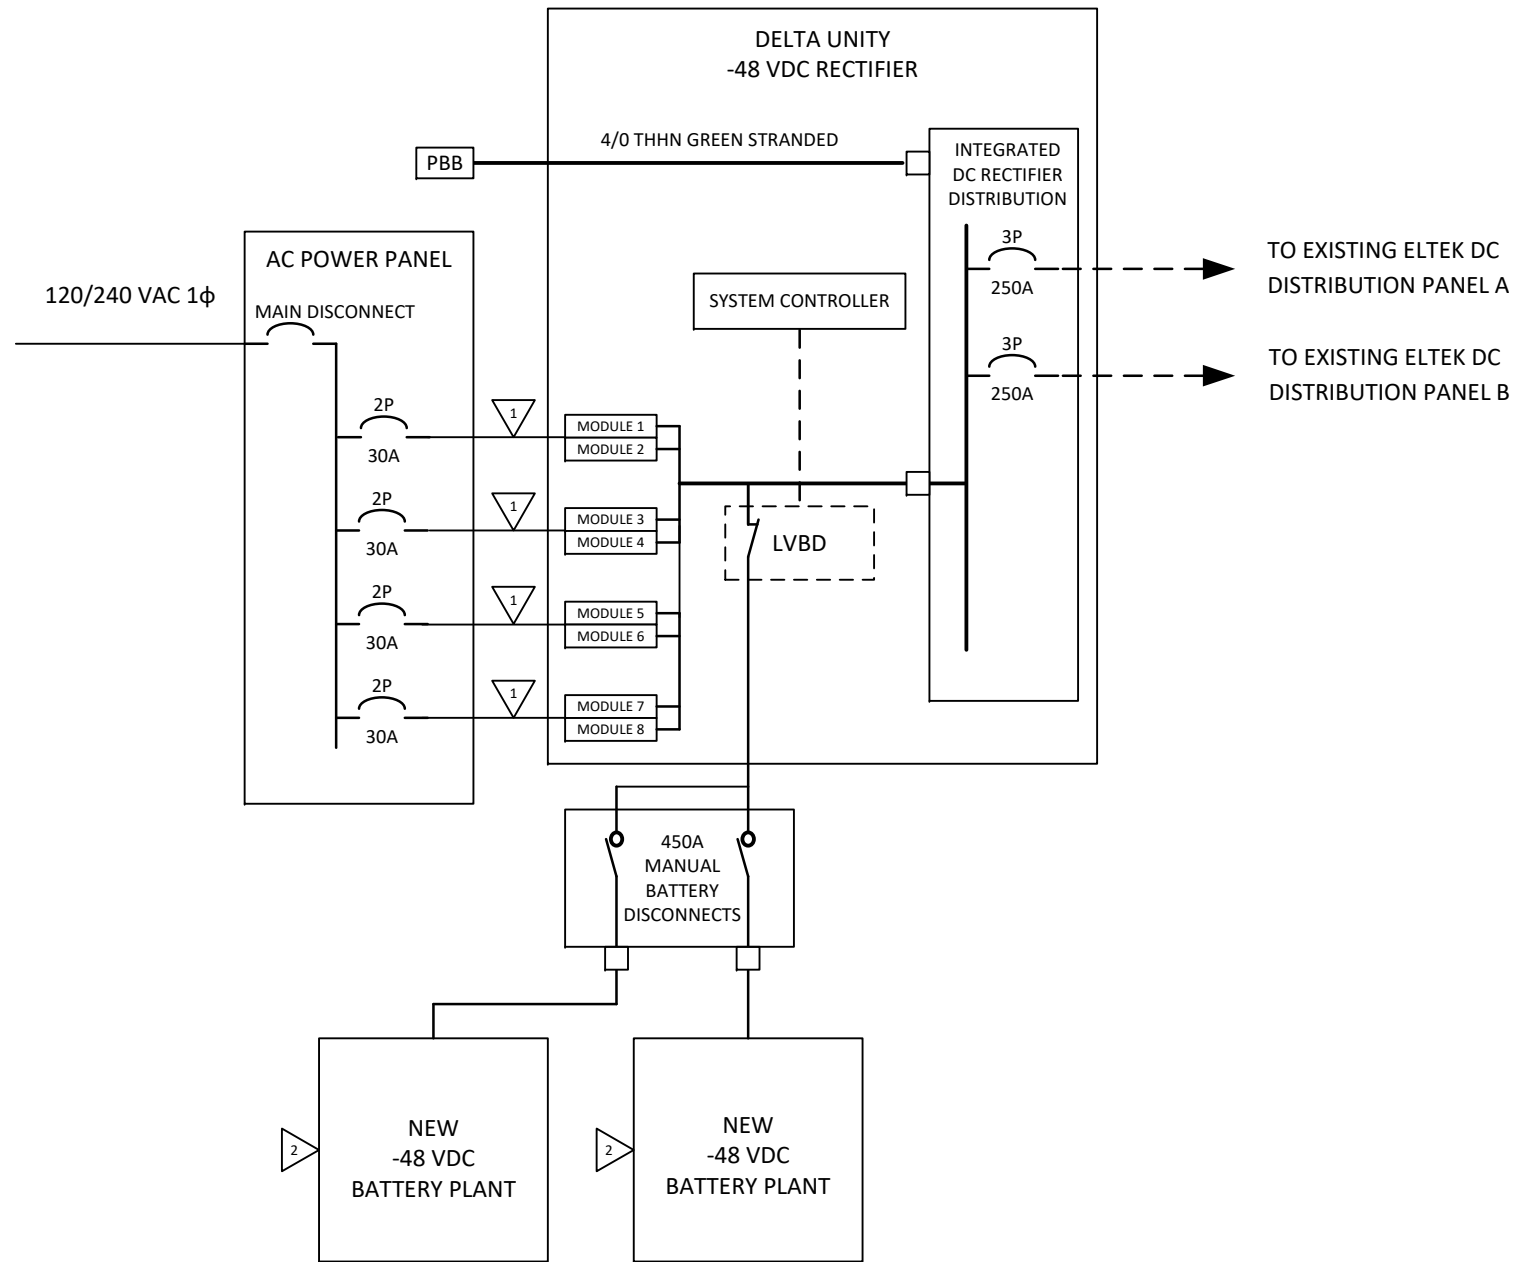 DELTA UNITY
-48 VDC RECTIFIER
4/0 THHN GREEN STRANDED
PBB
INTEGRATED
DC RECTIFIER
DISTRIBUTION
3P
250A
TO EXISTING ELTEK DC
DISTRIBUTION PANEL A
3P
250A
TO EXISTING ELTEK DC
DISTRIBUTION PANEL B
AC POWER PANEL
120/240 VAC 1ϕ
MAIN DISCONNECT
SYSTEM CONTROLLER
2P
30A
1
MODULE 1
MODULE 2
2P
30A
1
MODULE 3
MODULE 4
LVBD
2P
30A
1
MODULE 5
MODULE 6
2P
30A
1
MODULE 7
MODULE 8
450A
MANUAL
BATTERY
DISCONNECTS
2
NEW
-48 VDC
BATTERY PLANT
2
NEW
-48 VDC
BATTERY PLANT